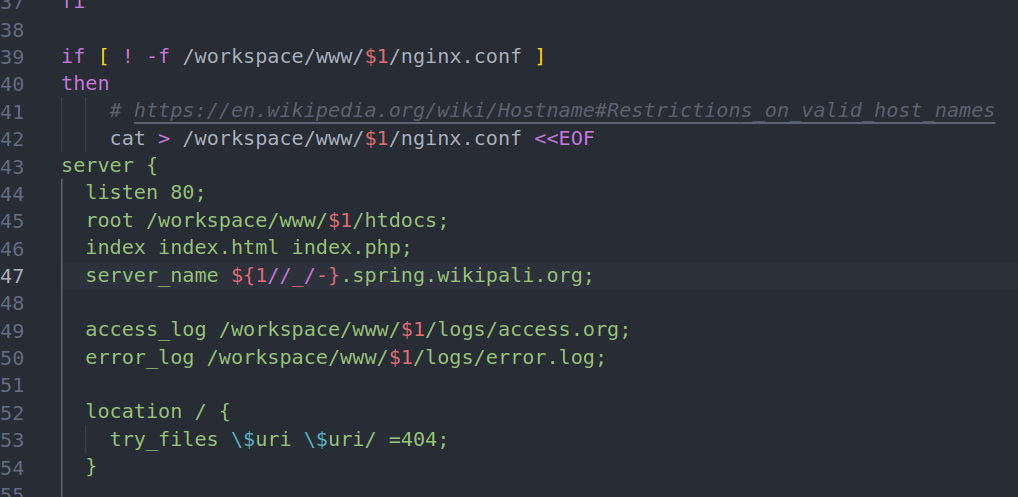 37 fi
38
39 if [ ! -f /workspace/www/$1/nginx.conf ]
40 then
41 # https://en.wikipedia.org/wiki/Hostname#Restrictions_on_valid_host_names
42 cat > /workspace/www/$1/nginx.conf <<EOF
43 server {
44 listen 80;
45 root /workspace/www/$1/htdocs;
46 index index.html index.php;
47 server_name ${1//_/-}.spring.wikipali.org;
48
49 access_log /workspace/www/$1/logs/access.org;
50 error_log /workspace/www/$1/logs/error.log;
51
52 location / {
53 try_files \$uri \$uri/ =404;
54 }
55